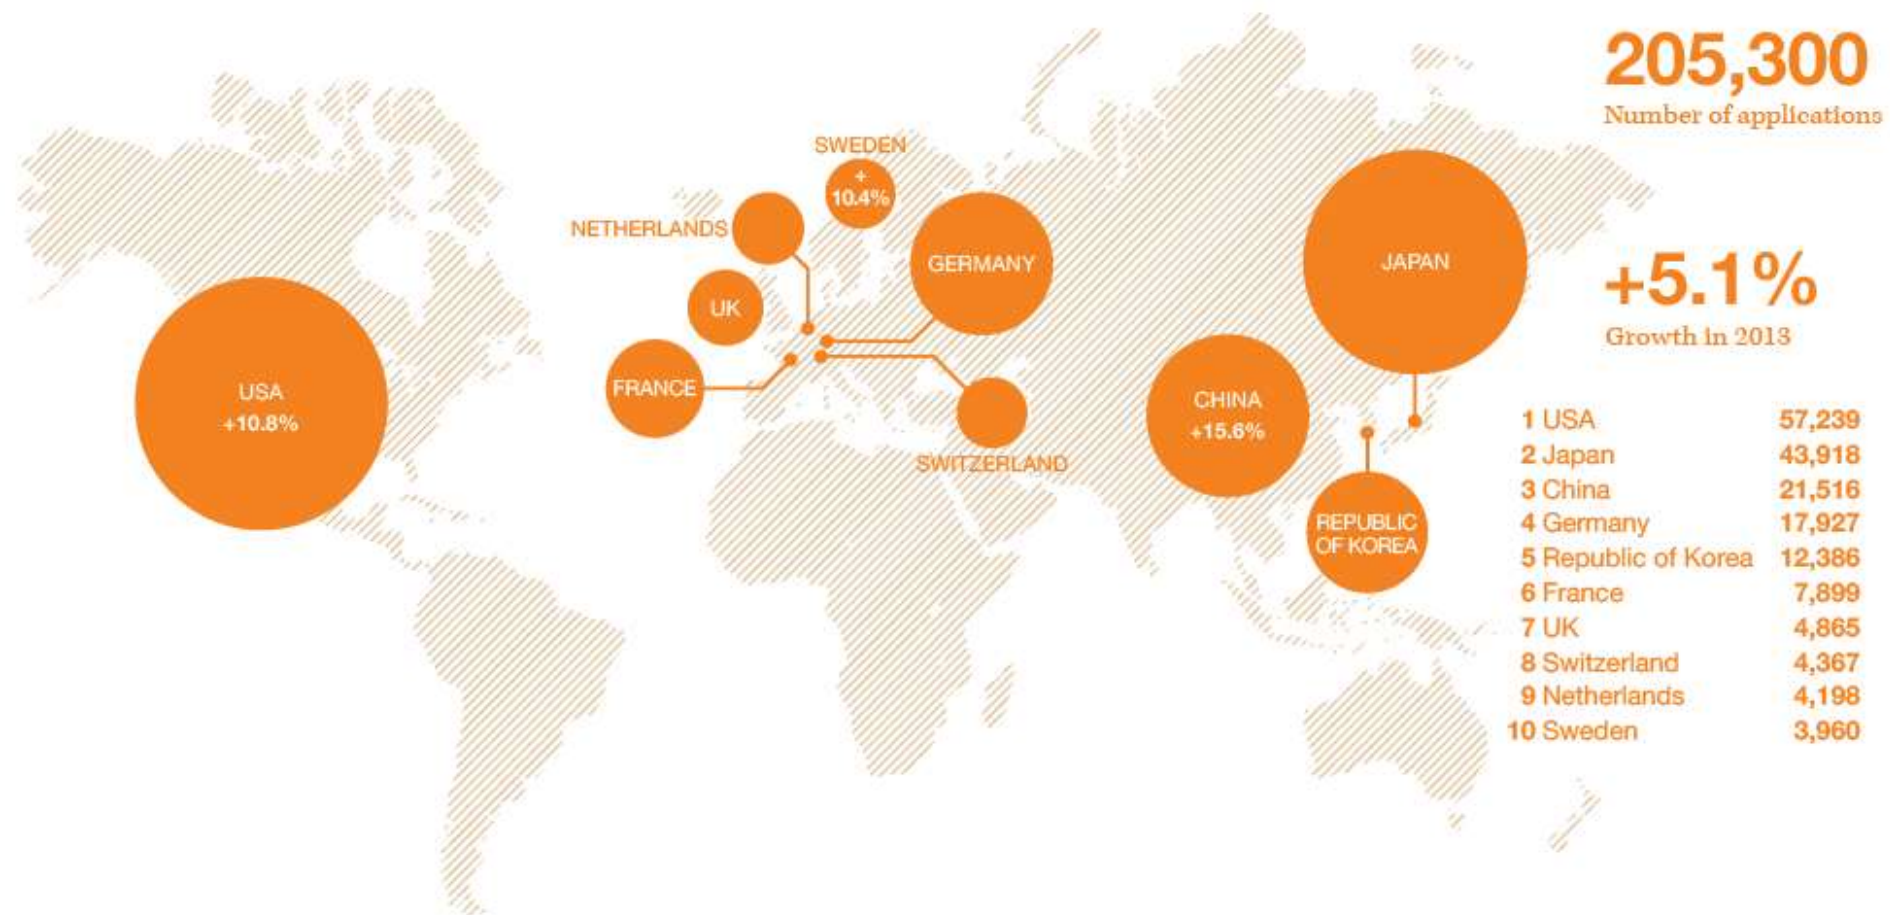 205,300
Number of applications
SWEDEN
+
10.4%
NETHERLANDS
GERMANY
JAPAN
UK
+5.1%
Growth in 2013
FRANCE
USA
+10.8%
CHINA
+15.6%
SWITZERLAND
REPUBLIC
OF KOREA
1 USA 57,239
2 Japan 43,918
3 China 21,516
4 Germany 17,927
5 Republic of Korea 12,386
6 France 7,899
7 UK 4,865
8 Switzerland 4,367
9 Netherlands 4,198
10 Sweden 3,960